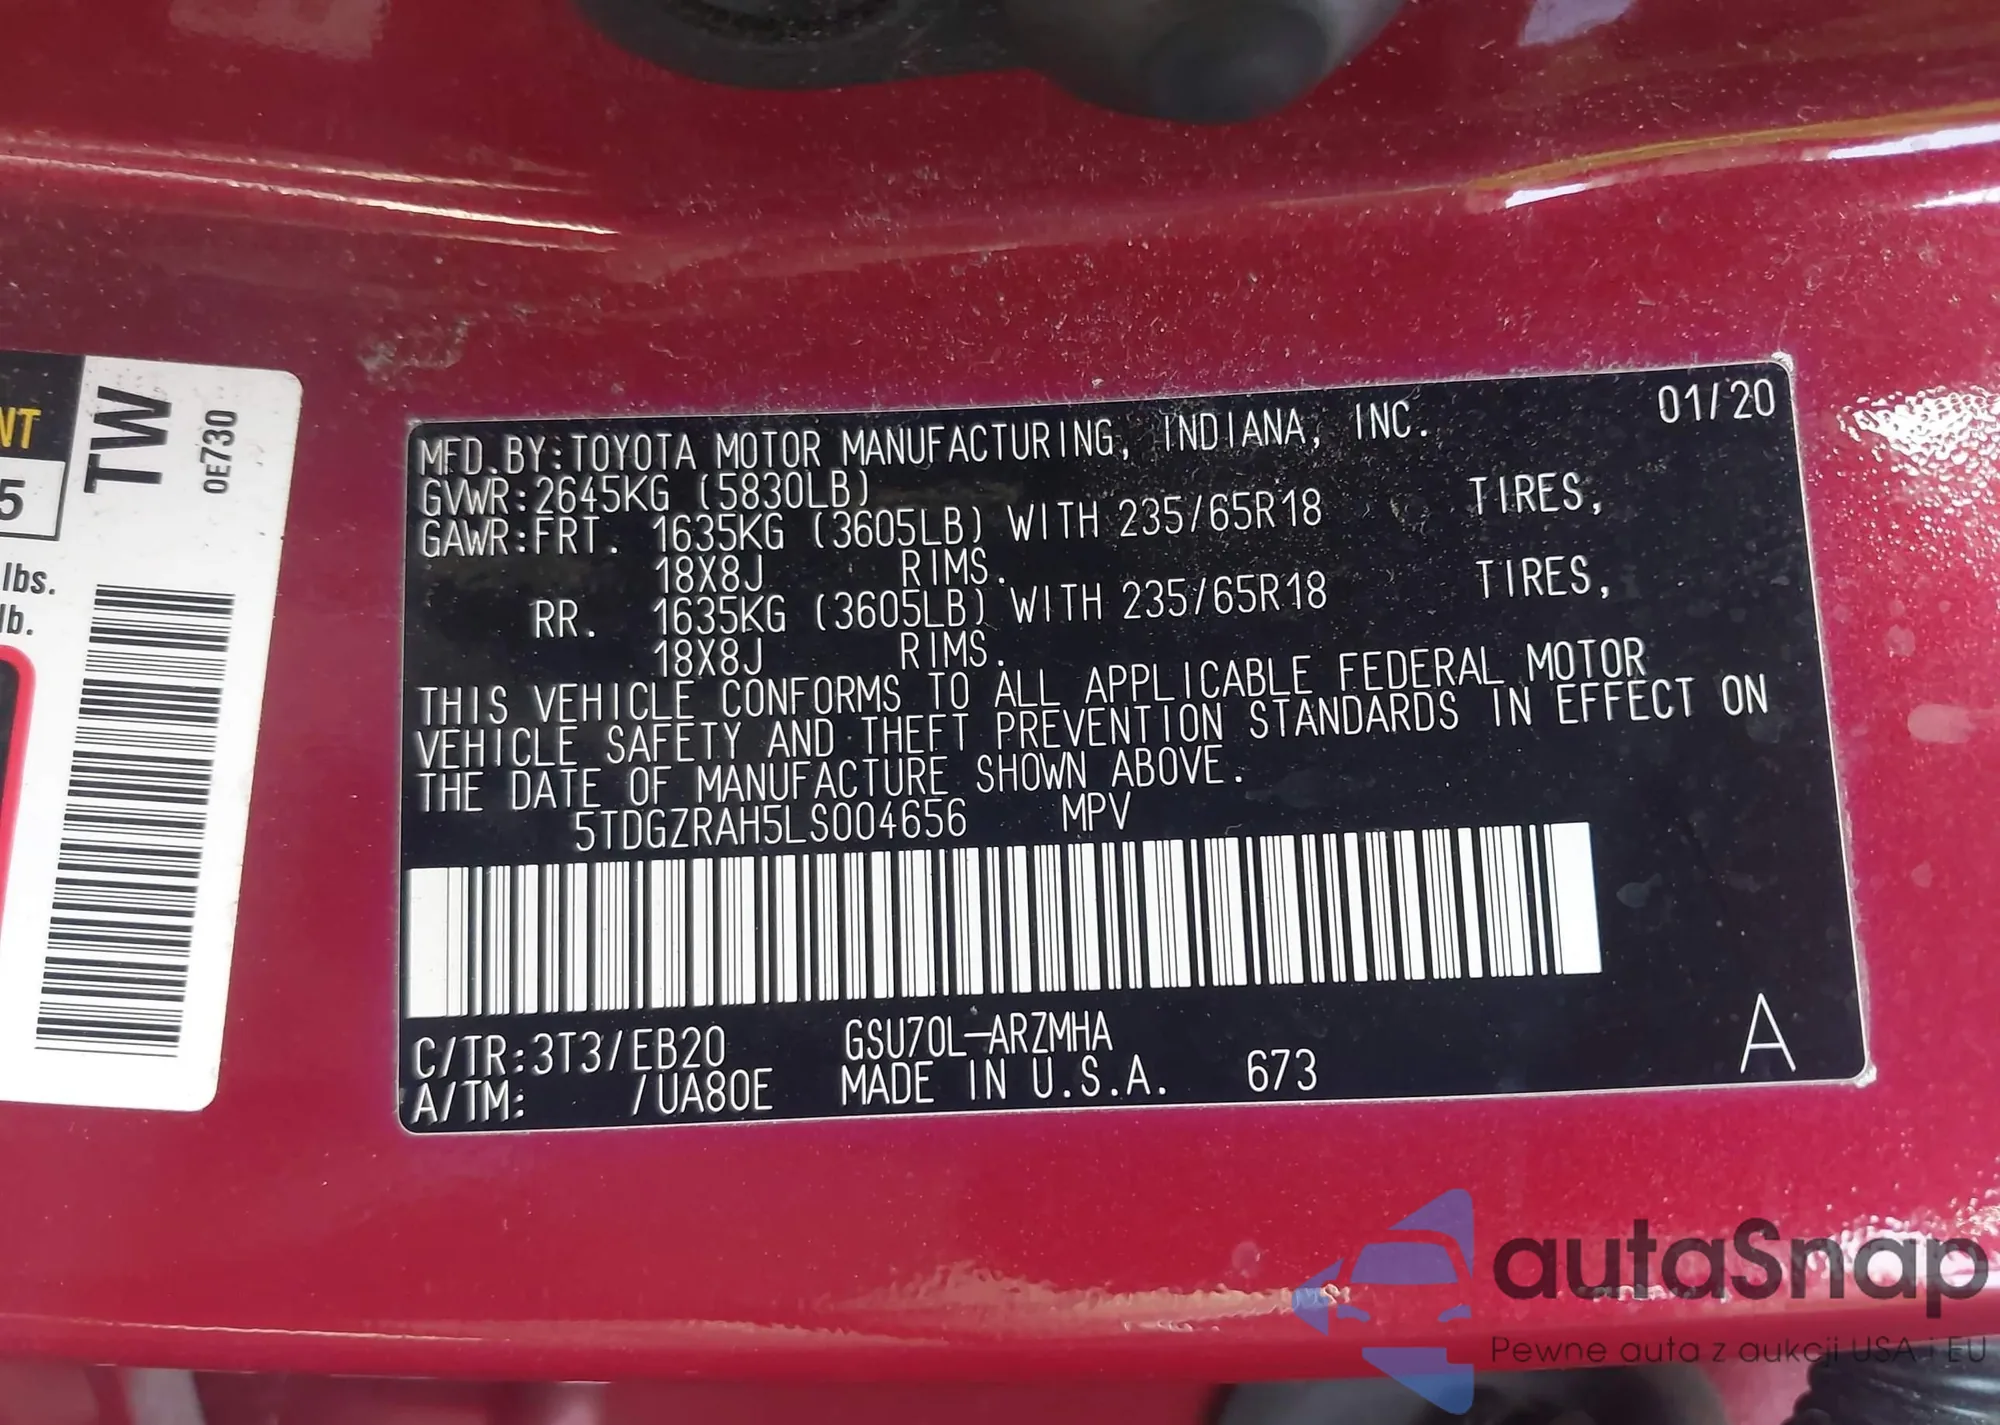 MFD.BY:TOYOTA MOTOR MANUFACTURING, INDIANA, INC. 01/20
GVWR:2645KG (5830LB)
GAWR:FRT. 1635KG (3605LB) WITH 235/65R18 TIRES,
18X8J RIMS.
RR. 1635KG (3605LB) WITH 235/65R18 TIRES,
18X8J RIMS.
THIS VEHICLE CONFORMS TO ALL APPLICABLE FEDERAL MOTOR
VEHICLE SAFETY AND THEFT PREVENTION STANDARDS IN EFFECT ON
THE DATE OF MANUFACTURE SHOWN ABOVE.
5TDGZRAH5LS004656 MPV
C/TR:3T3/EB20 GSU70L-ARZMHA
A/TM: /UA80E MADE IN U.S.A. 673
A
TW
0E730
5
lbs.
lb.
autaSnap
Pewne auta z aukcji USA i EU